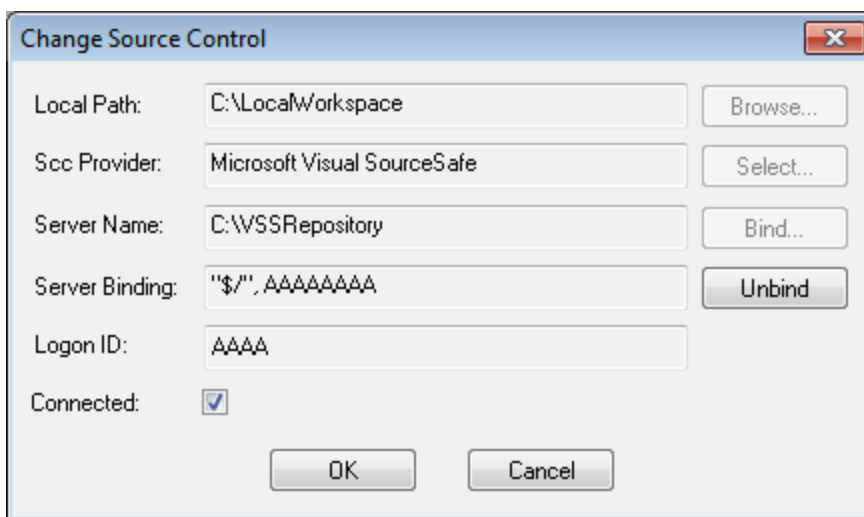 Change Source Control
Local Path: C:\LocalWorkspace Browse...
Scc Provider: Microsoft Visual SourceSafe Select...
Server Name: C:\VSSRepository Bind...
Server Binding: "$/", AAAAAAAA Unbind
Logon ID: AAAA
Connected:
OK Cancel